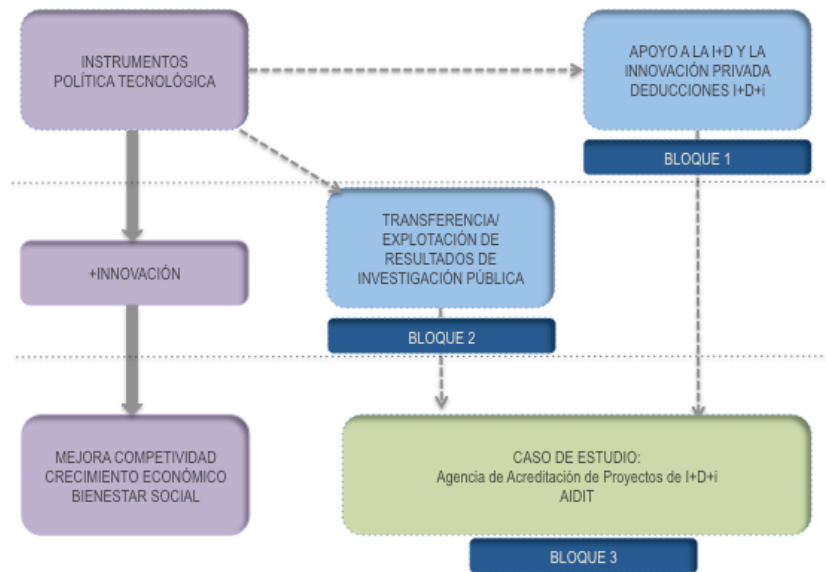 INSTRUMENTOS
POLÍTICA TECNOLÓGICA
APOYO A LA I+D Y LA
INNOVACIÓN PRIVADA
DEDUCCIONES I+D+i
BLOQUE 1
TRANSFERENCIA/
EXPLOTACIÓN DE
RESULTADOS DE
INVESTIGACIÓN PÚBLICA
+INNOVACIÓN
BLOQUE 2
MEJORA COMPETIVIDAD
CRECIMIENTO ECONÓMICO
BIENESTAR SOCIAL
CASO DE ESTUDIO:
Agencia de Acreditación de Proyectos de I+D+i
AIDIT
BLOQUE 3